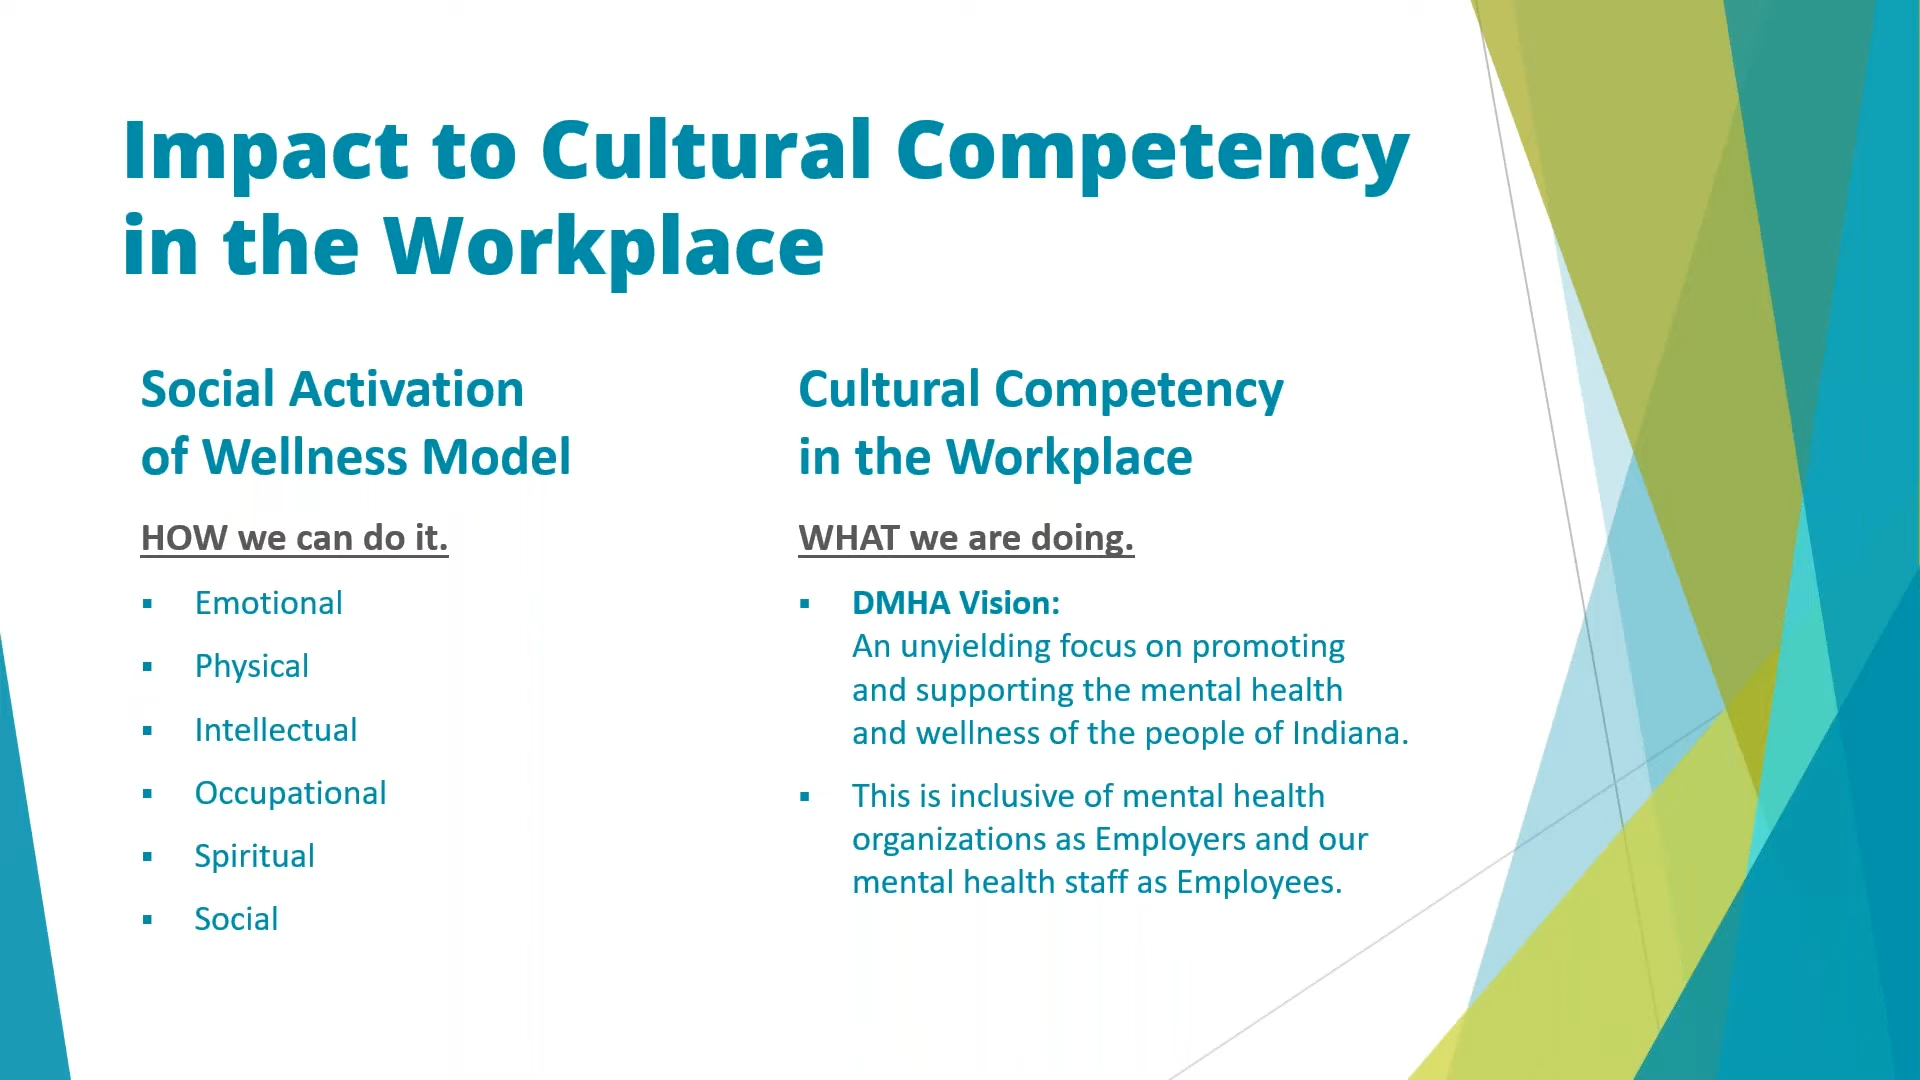 Impact to Cultural Competency
in the Workplace
Social Activation
of Wellness Model
HOW we can do it.
▪ Emotional
▪ Physical
▪ Intellectual
▪ Occupational
▪ Spiritual
▪ Social
Cultural Competency
in the Workplace
WHAT we are doing.
▪ DMHA Vision:
An unyielding focus on promoting
and supporting the mental health
and wellness of the people of Indiana.
▪ This is inclusive of mental health
organizations as Employers and our
mental health staff as Employees.